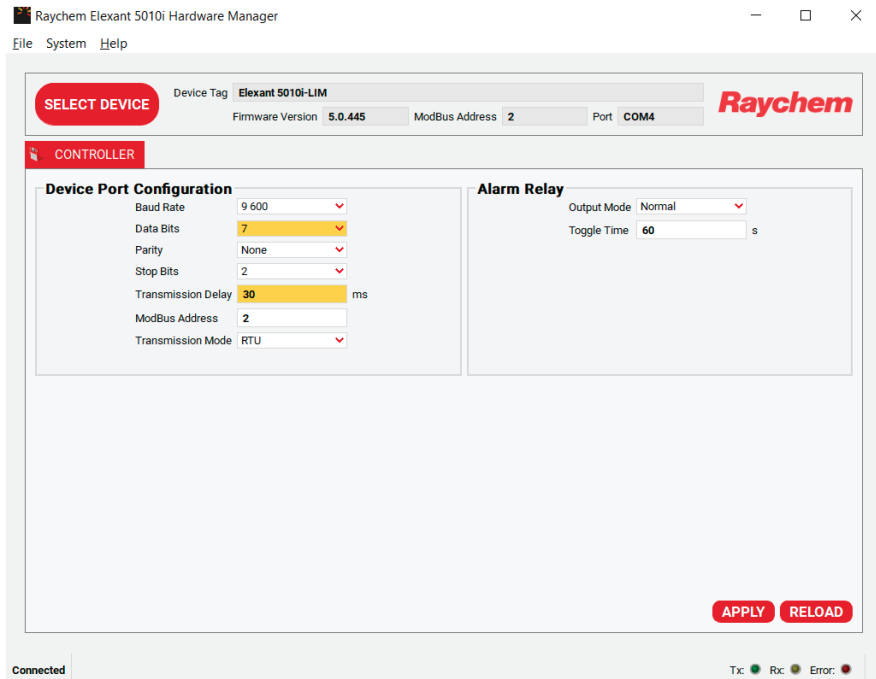 Raychem Elexant 5010i Hardware Manager
File System Help
SELECT DEVICE
Device Tag Elexant 5010i-LIM
Firmware Version 5.0.445 ModBus Address 2 Port COM4
Raychem
CONTROLLER
Device Port Configuration
Baud Rate 9 600
Data Bits 7
Parity None
Stop Bits 2
Transmission Delay 30 ms
ModBus Address 2
Transmission Mode RTU
Alarm Relay
Output Mode Normal
Toggle Time 60 s
APPLY RELOAD
Connected Tx: Rx: Error: